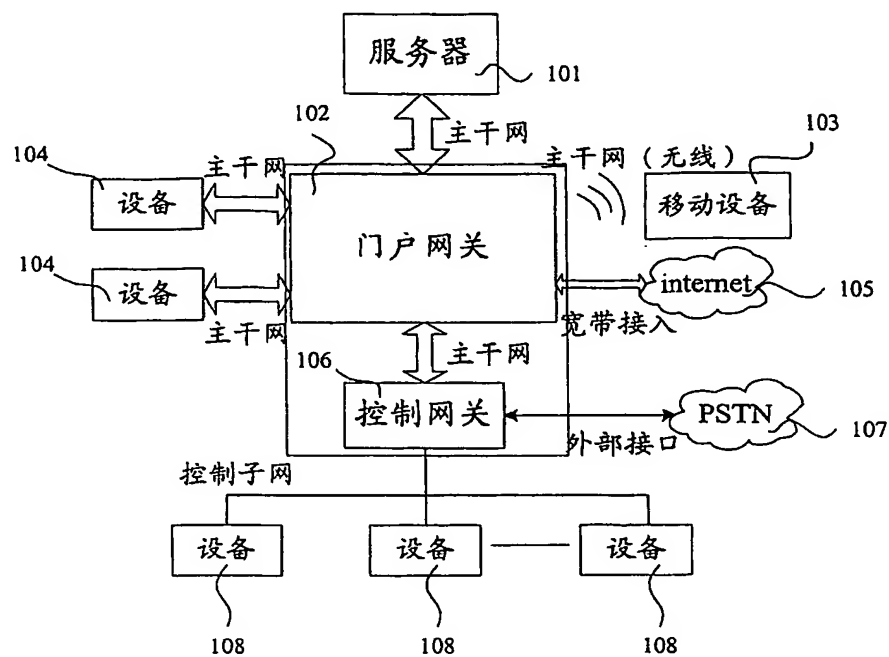 服务器
101
102
主干网
主干网（无线）
103
104
主干网
设备
移动设备
门户网关
104
设备
internet
105
主干网
宽带接入
主干网
106
控制网关
PSTN
107
外部接口
控制子网
设备
设备
设备
108
108
108